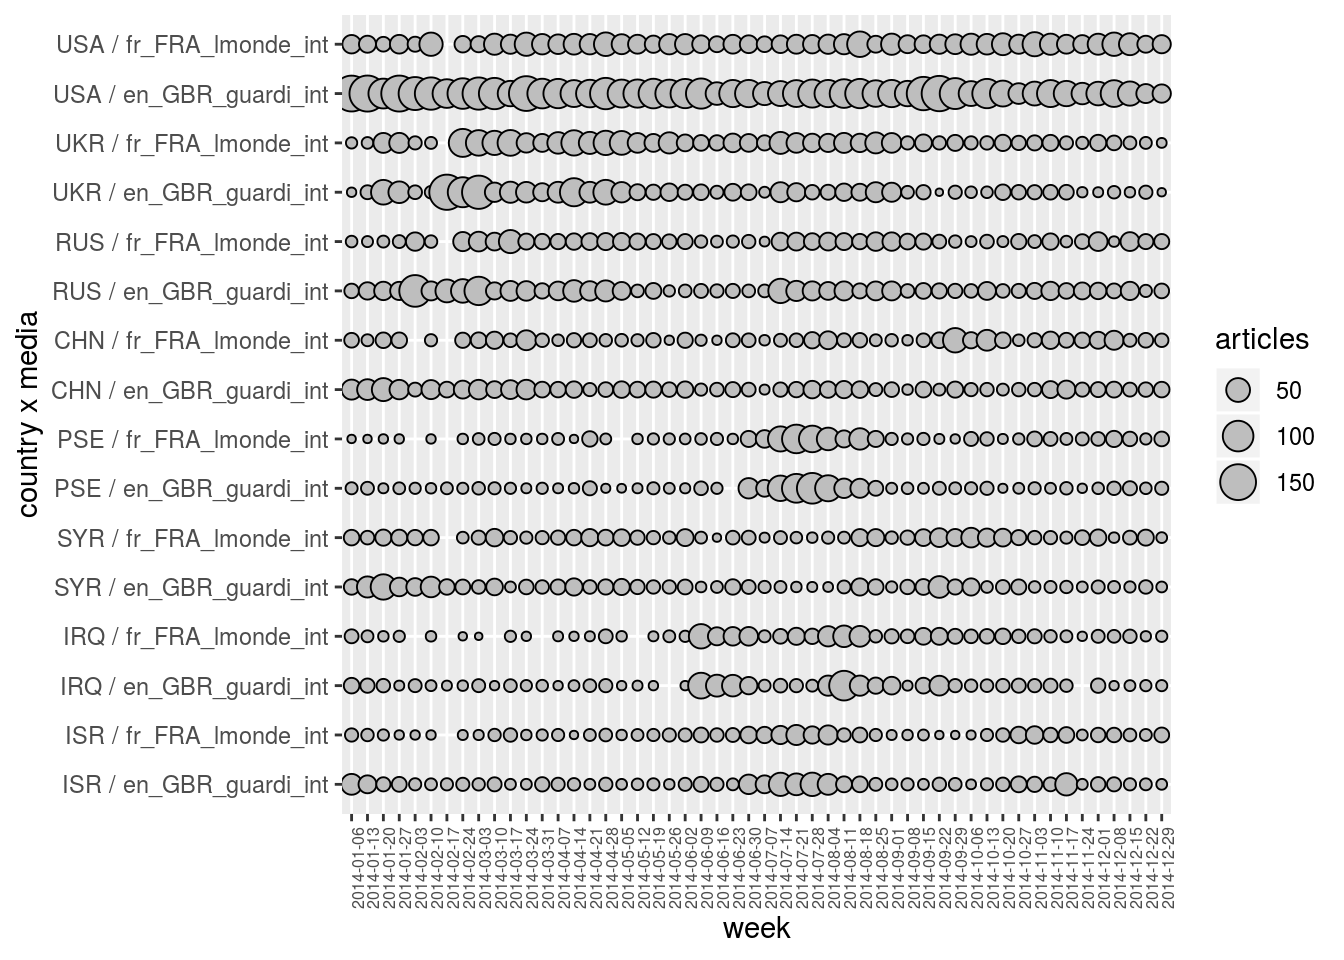 country x media
USA / fr_FRA_lmonde_int
USA / en_GBR_guardi_int
UKR / fr_FRA_lmonde_int
UKR / en_GBR_guardi_int
RUS / fr_FRA_lmonde_int
RUS / en_GBR_guardi_int
CHN / fr_FRA_lmonde_int
CHN / en_GBR_guardi_int
PSE / fr_FRA_lmonde_int
PSE / en_GBR_guardi_int
SYR / fr_FRA_lmonde_int
SYR / en_GBR_guardi_int
IRQ / fr_FRA_lmonde_int
IRQ / en_GBR_guardi_int
ISR / fr_FRA_lmonde_int
ISR / en_GBR_guardi_int
2014-01-06
2014-01-13
2014-01-20
2014-01-27
2014-02-03
2014-02-10
2014-02-17
2014-02-24
2014-03-03
2014-03-10
2014-03-17
2014-03-24
2014-03-31
2014-04-07
2014-04-14
2014-04-21
2014-04-28
2014-05-05
2014-05-12
2014-05-19
2014-05-26
2014-06-02
2014-06-09
2014-06-16
2014-06-23
2014-06-30
2014-07-07
2014-07-14
2014-07-21
2014-07-28
2014-08-04
2014-08-11
2014-08-18
2014-08-25
2014-09-01
2014-09-08
2014-09-15
2014-09-22
2014-09-29
2014-10-06
2014-10-13
2014-10-20
2014-10-27
2014-11-03
2014-11-10
2014-11-17
2014-11-24
2014-12-01
2014-12-08
2014-12-15
2014-12-22
2014-12-29
week
articles
50
100
150